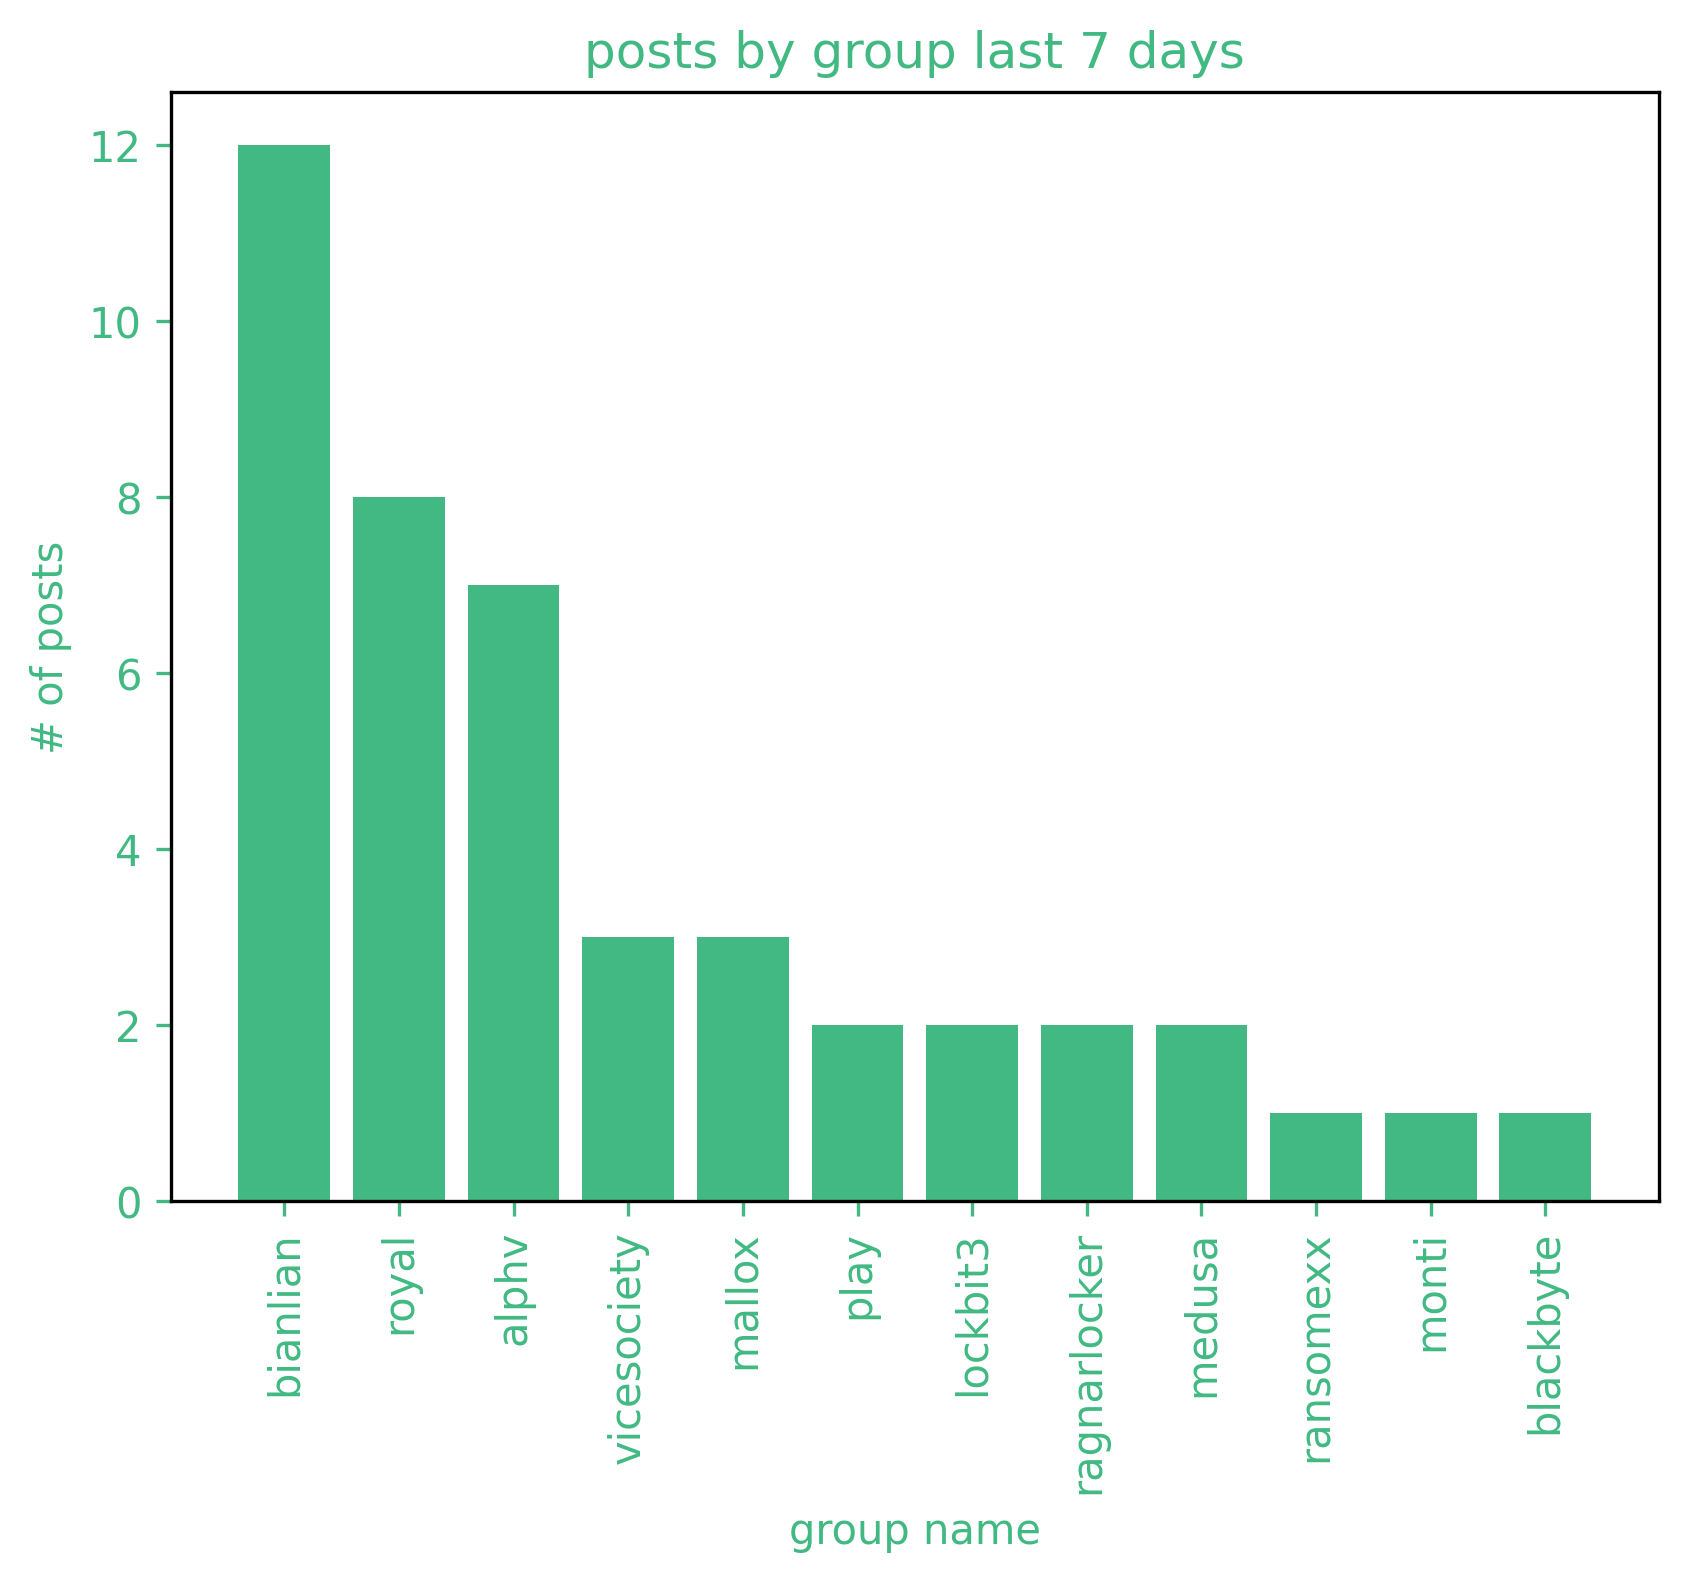 posts by group last 7 days
# of posts
12
10
8
6
4
2
0
bianlian
royal
alphv
vicesociety
mallox
play
lockbit3
ragnarlocker
medusa
ransomexx
monti
blackbyte
group name